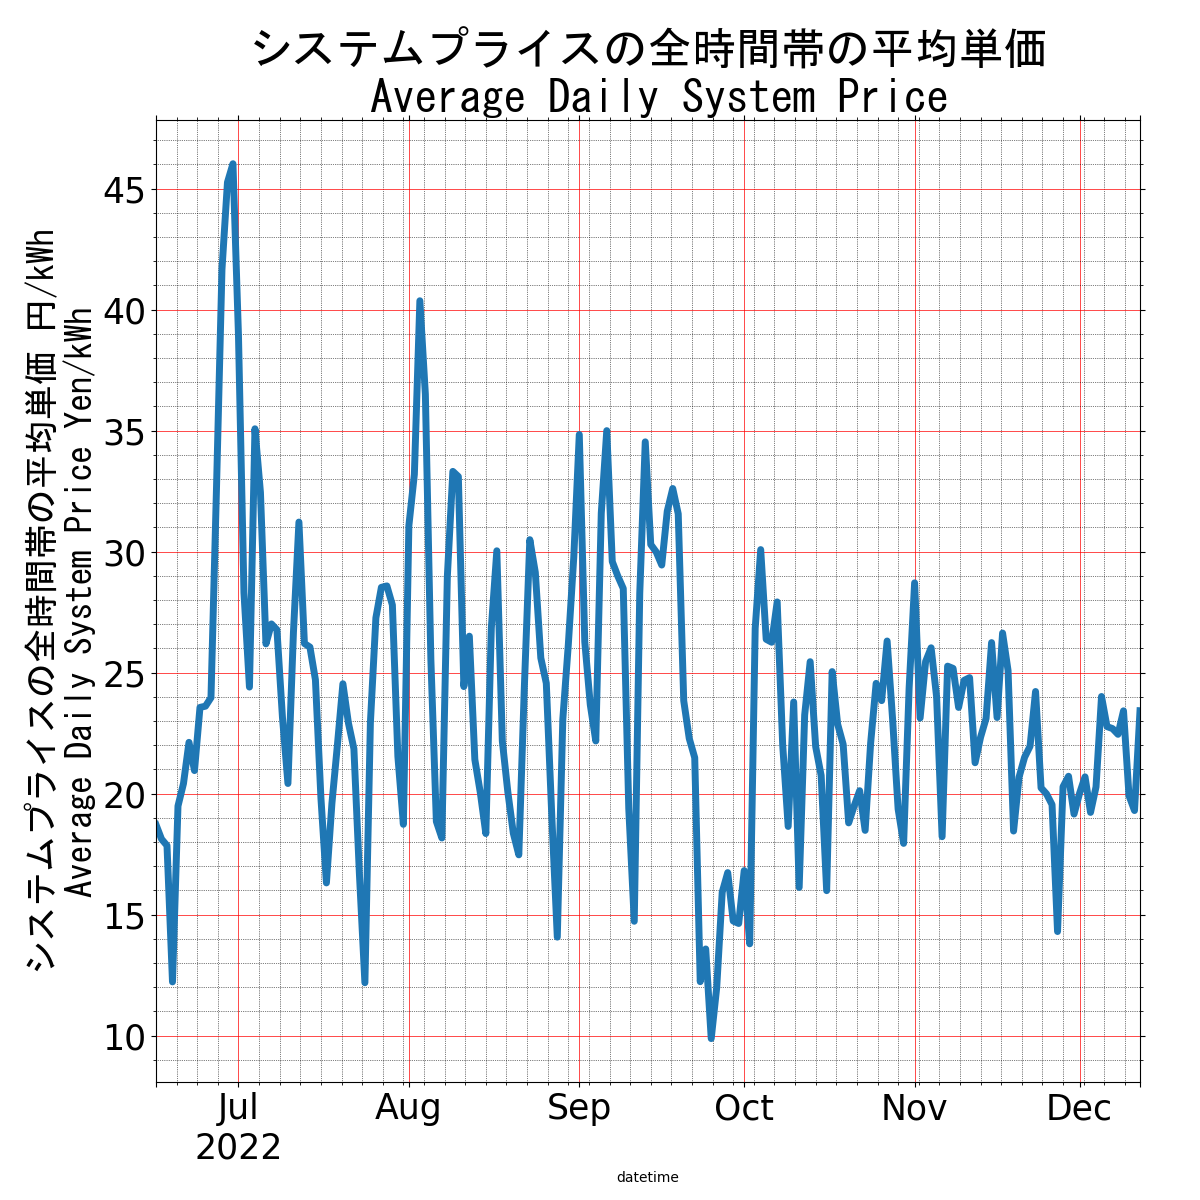 システムプライスの全時間帯の平均単価
Average Daily System Price
システムプライスの全時間帯の平均単価 円/kWh
Average Daily System Price Yen/kWh
45
40
35
30
25
20
15
10
Jul
2022
Aug
Sep
Oct
Nov
Dec
datetime